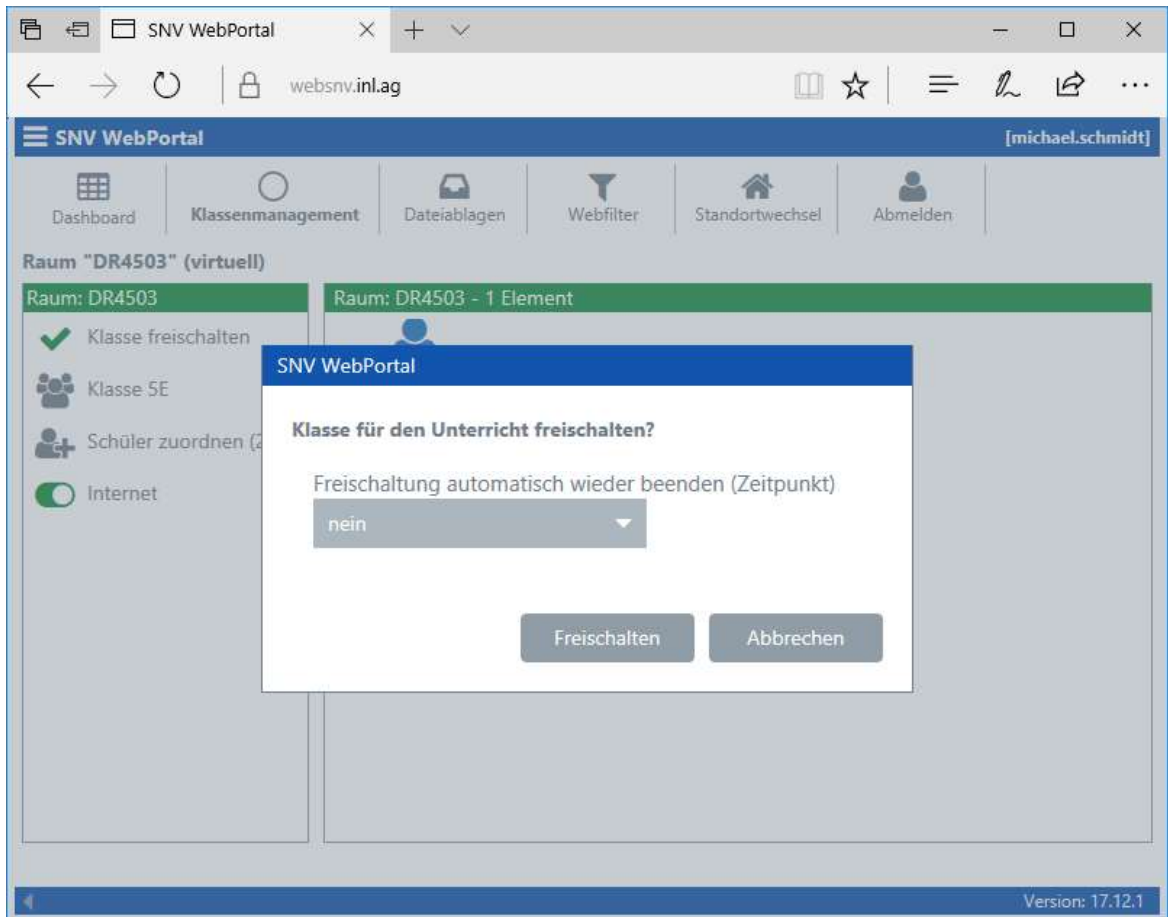 SNV WebPortal
websnv.inl.ag
SNV WebPortal [michael.schmidt]
Dashboard Klassenmanagement Dateiablagen Webfilter Standortwechsel Abmelden
Raum "DR4503" (virtuell)
Raum: DR4503
Klasse freischalten
Klasse 5E
Schüler zuordnen (
Internet
Raum: DR4503 - 1 Element
SNV WebPortal
Klasse für den Unterricht freischalten?
Freischaltung automatisch wieder beenden (Zeitpunkt)
nein
Freischalten Abbrechen
Version: 17.12.1